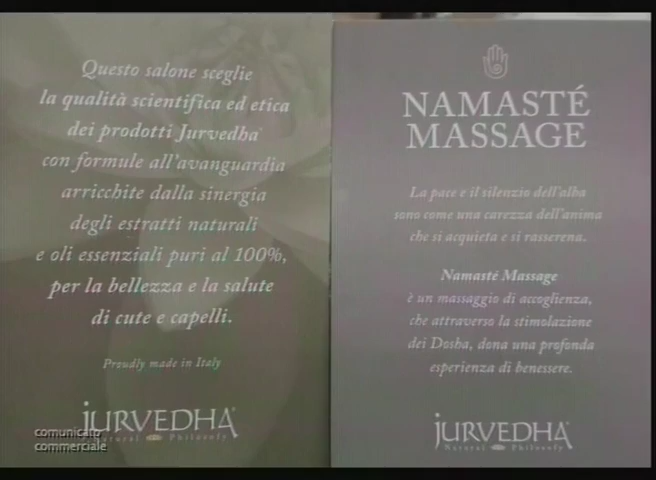 Questo salone sceglie
la qualità scientifica ed etica
dei prodotti Jurvedha®
con formule all'avanguardia
arricchite dalla sinergia
degli estratti naturali
e oli essenziali puri al 100%,
per la bellezza e la salute
di cute e capelli.
Proudly made in Italy
JURVEDHA®
Natural Philosofy
comunicato
commerciale
NAMASTÉ
MASSAGE
La pace e il silenzio dell'alba
sono come una carezza dell'anima
che si acquieta e si rasserena.
Namasté Massage
è un massaggio di accoglienza,
che attraverso la stimolazione
dei Dosha, dona una profonda
esperienza di benessere.
JURVEDHA®
Natural Philosofy